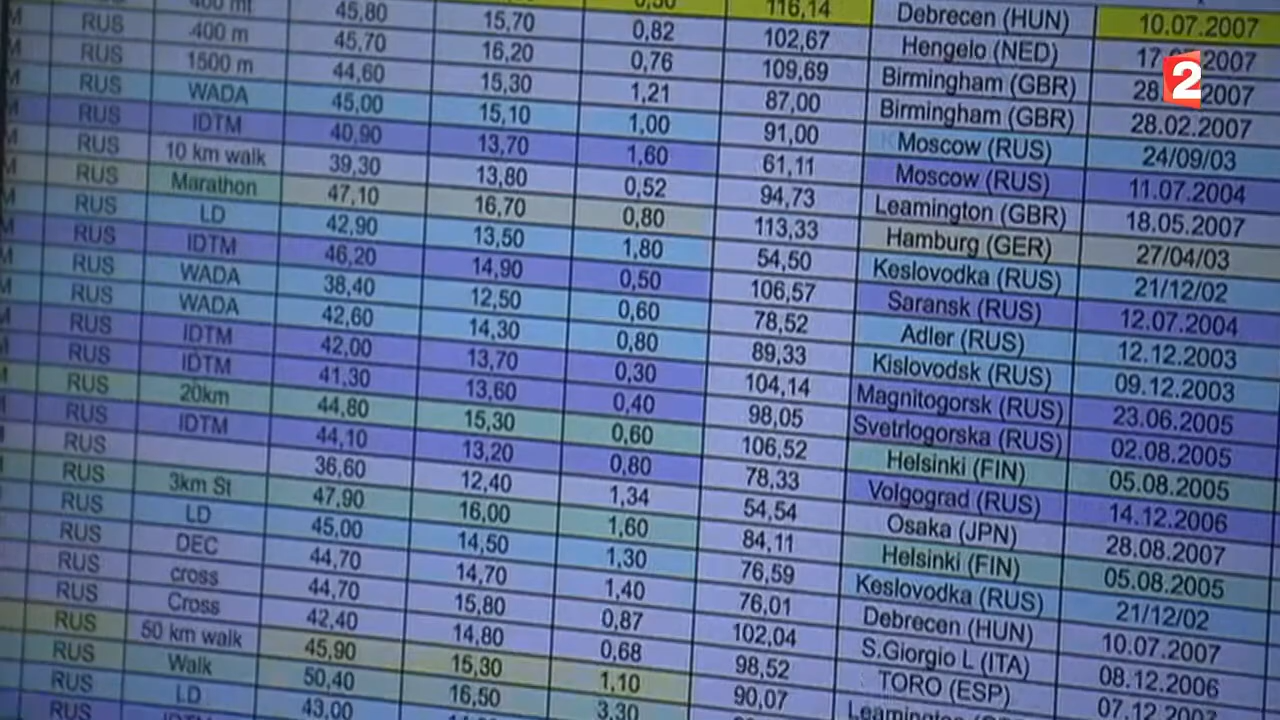 0,50 116,14 Debrecen (HUN) 10.07.2007
400 mt 45,80 15,70 0,82 102,67 Hengelo (NED)
M RUS 400 m 45,70 16,20 0,76 109,69 Birmingham (GBR)
M RUS 1500 m 44,60 15,30 1,21 87,00 Birmingham (GBR) 28.02.2007
M RUS WADA 45,00 15,10 1,00 91,00 Moscow (RUS) 24/09/03
M RUS IDTM 40,90 13,70 1,60 61,11 Moscow (RUS) 11.07.2004
M RUS 10 km walk 39,30 13,80 0,52 94,73 Leamington (GBR) 18.05.2007
M RUS Marathon 47,10 16,70 0,80 113,33 Hamburg (GER) 27/04/03
M RUS LD 42,90 13,50 1,80 54,50 Keslovodka (RUS) 21/12/02
M RUS IDTM 46,20 14,90 0,50 106,57 Saransk (RUS) 12.07.2004
M RUS WADA 38,40 12,50 0,60 78,52 Adler (RUS) 12.12.2003
M RUS WADA 42,60 14,30 0,80 89,33 Kislovodsk (RUS) 09.12.2003
RUS IDTM 42,00 13,70 0,30 104,14 Magnitogorsk (RUS) 23.06.2005
RUS IDTM 41,30 13,60 0,40 98,05 Svetrlogorska (RUS) 02.08.2005
RUS 20km 44,80 15,30 0,60 106,52 Helsinki (FIN) 05.08.2005
RUS IDTM 44,10 13,20 0,80 78,33 Volgograd (RUS) 14.12.2006
RUS 36,60 12,40 1,34 54,54 Osaka (JPN) 28.08.2007
RUS 3km St 47,90 16,00 1,60 84,11 Helsinki (FIN) 05.08.2005
RUS LD 45,00 14,50 1,30 76,59 Keslovodka (RUS) 21/12/02
RUS DEC 44,70 14,70 1,40 76,01 Debrecen (HUN) 10.07.2007
RUS cross 44,70 15,80 0,87 102,04 S.Giorgio L (ITA) 08.12.2006
RUS Cross 42,40 14,80 0,68 98,52 TORO (ESP)
RUS 50 km walk 45,90 15,30 1,10 90,07 Leamington
RUS Walk 50,40 16,50 3,30
RUS LD 43,00
RUS IDTM
2